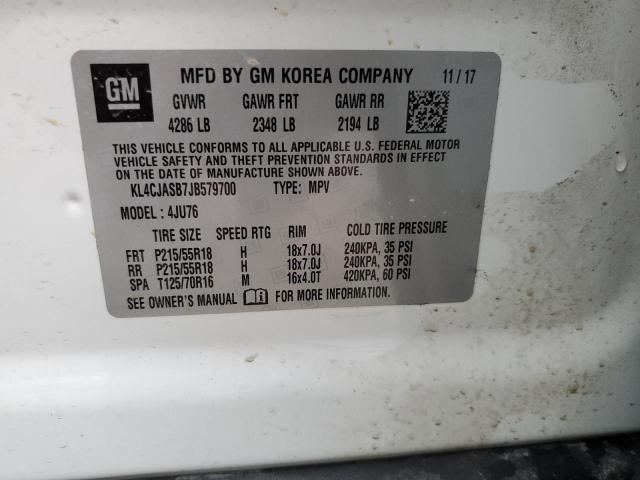 GM
MFD BY GM KOREA COMPANY 11 / 17
GVWR GAWR FRT GAWR RR
4286 LB 2348 LB 2194 LB
THIS VEHICLE CONFORMS TO ALL APPLICABLE U.S. FEDERAL MOTOR
VEHICLE SAFETY AND THEFT PREVENTION STANDARDS IN EFFECT
ON THE DATE OF MANUFACTURE SHOWN ABOVE.
KL4CJASB7JB579700 TYPE: MPV
MODEL : 4JU76
TIRE SIZE SPEED RTG RIM COLD TIRE PRESSURE
FRT P215/55R18 H 18x7.0J 240KPA, 35 PSI
RR P215/55R18 H 18x7.0J 240KPA, 35 PSI
SPA T125/70R16 M 16x4.0T 420KPA, 60 PSI
SEE OWNER'S MANUAL FOR MORE INFORMATION.